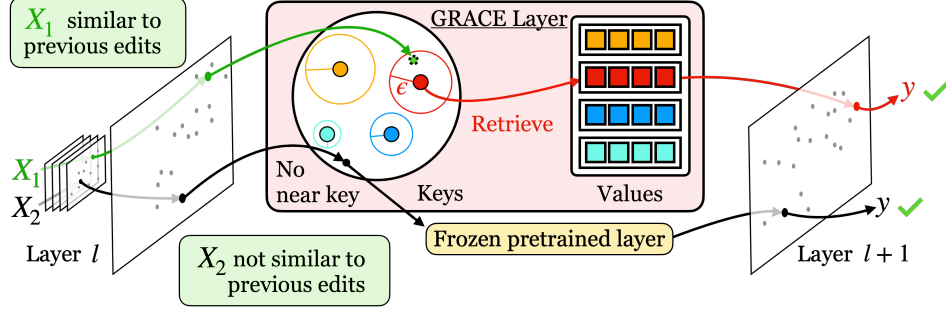 X₁ similar to
previous edits
GRACE Layer
ϵ
Retrieve
X₁
X₂
No
near key
Keys
Values
y ✓
y ✓
Frozen pretrained layer
Layer l
X₂ not similar to
previous edits
Layer l + 1